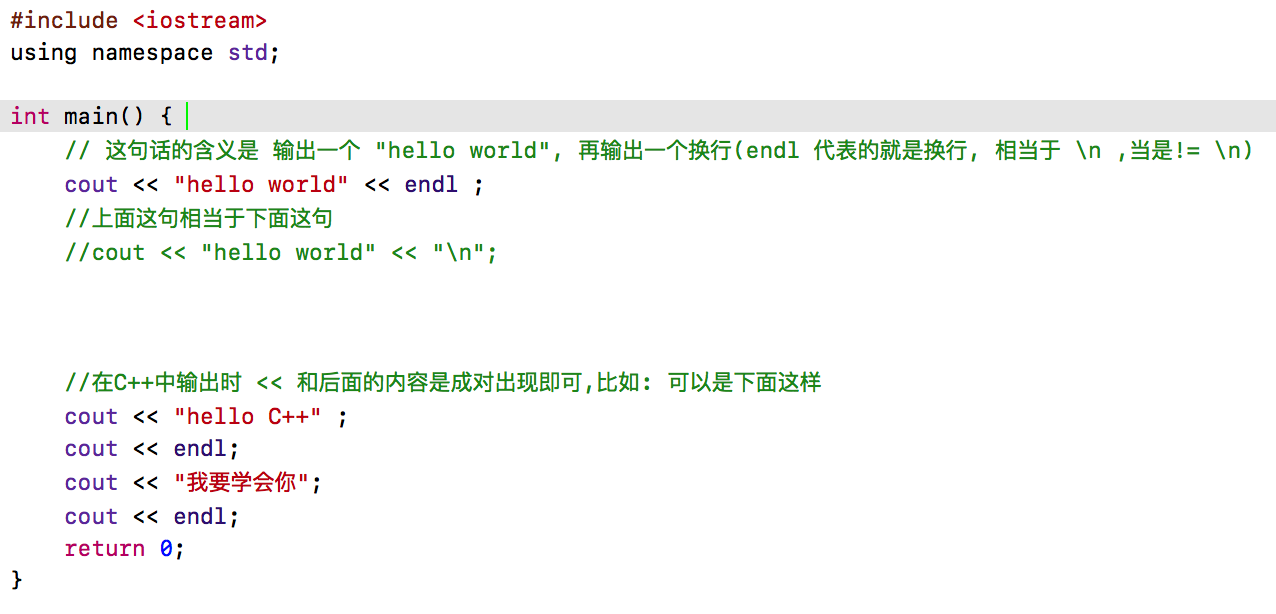 #include <iostream>
using namespace std;
int main() {
// 这句话的含义是 输出一个 "hello world", 再输出一个换行(endl 代表的就是换行, 相当于 \n ,当是!= \n)
cout << "hello world" << endl ;
//上面这句相当于下面这句
//cout << "hello world" << "\n";
//在C++中输出时 << 和后面的内容是成对出现即可,比如: 可以是下面这样
cout << "hello C++" ;
cout << endl;
cout << "我要学会你";
cout << endl;
return 0;
}